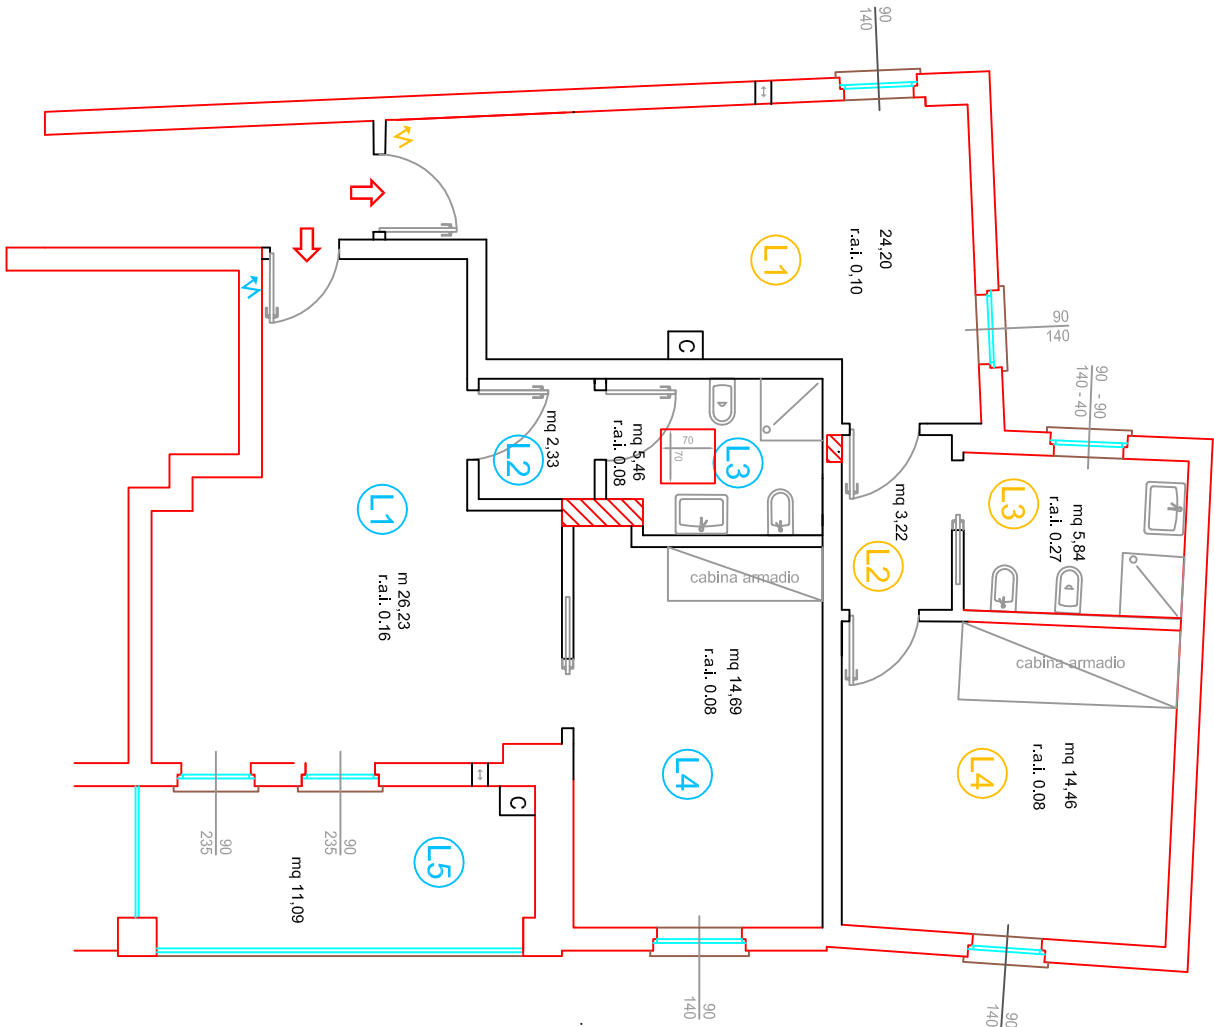 90
140
24,20
r.a.i. 0,10
L1
90
140
C
90 - 90
140 - 40
mq 2,33
L2
mq 5,46
r.a.i. 0.08
70
70
L3
L1
m 26,23
r.a.i. 0.16
mq 3,22
L2
L3
mq 5,84
r.a.i. 0.27
cabina armadio
cabina armadio
mq 14,69
r.a.i. 0.08
L4
mq 14,46
r.a.i. 0.08
L4
C
90
235
90
235
L5
mq 11,09
90
140
90
140